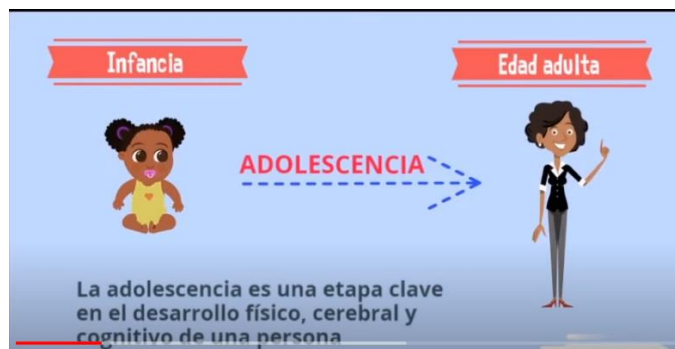 Infancia
Edad adulta
ADOLESCENCIA
La adolescencia es una etapa clave
en el desarrollo físico, cerebral y
cognitivo de una persona